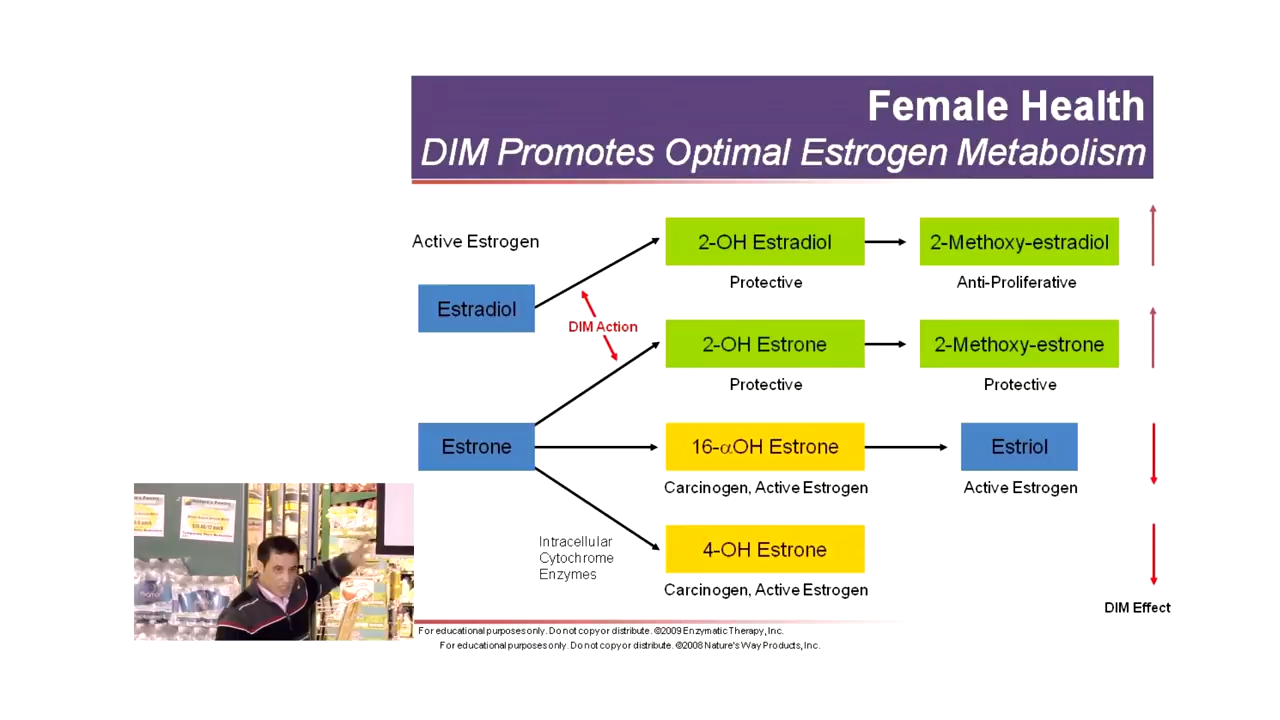 Female Health
DIM Promotes Optimal Estrogen Metabolism
Active Estrogen
Estradiol
2-OH Estradiol
2-Methoxy-estradiol
Protective
Anti-Proliferative
DIM Action
2-OH Estrone
2-Methoxy-estrone
Protective
Protective
Estrone
16-αOH Estrone
Estriol
Carcinogen, Active Estrogen
Active Estrogen
Intracellular
Cytochrome
Enzymes
4-OH Estrone
Carcinogen, Active Estrogen
DIM Effect
For educational purposes only. Do not copy or distribute. ©2009 Enzymatic Therapy, Inc.
For educational purposes only. Do not copy or distribute. ©2008 Nature's Way Products, Inc.